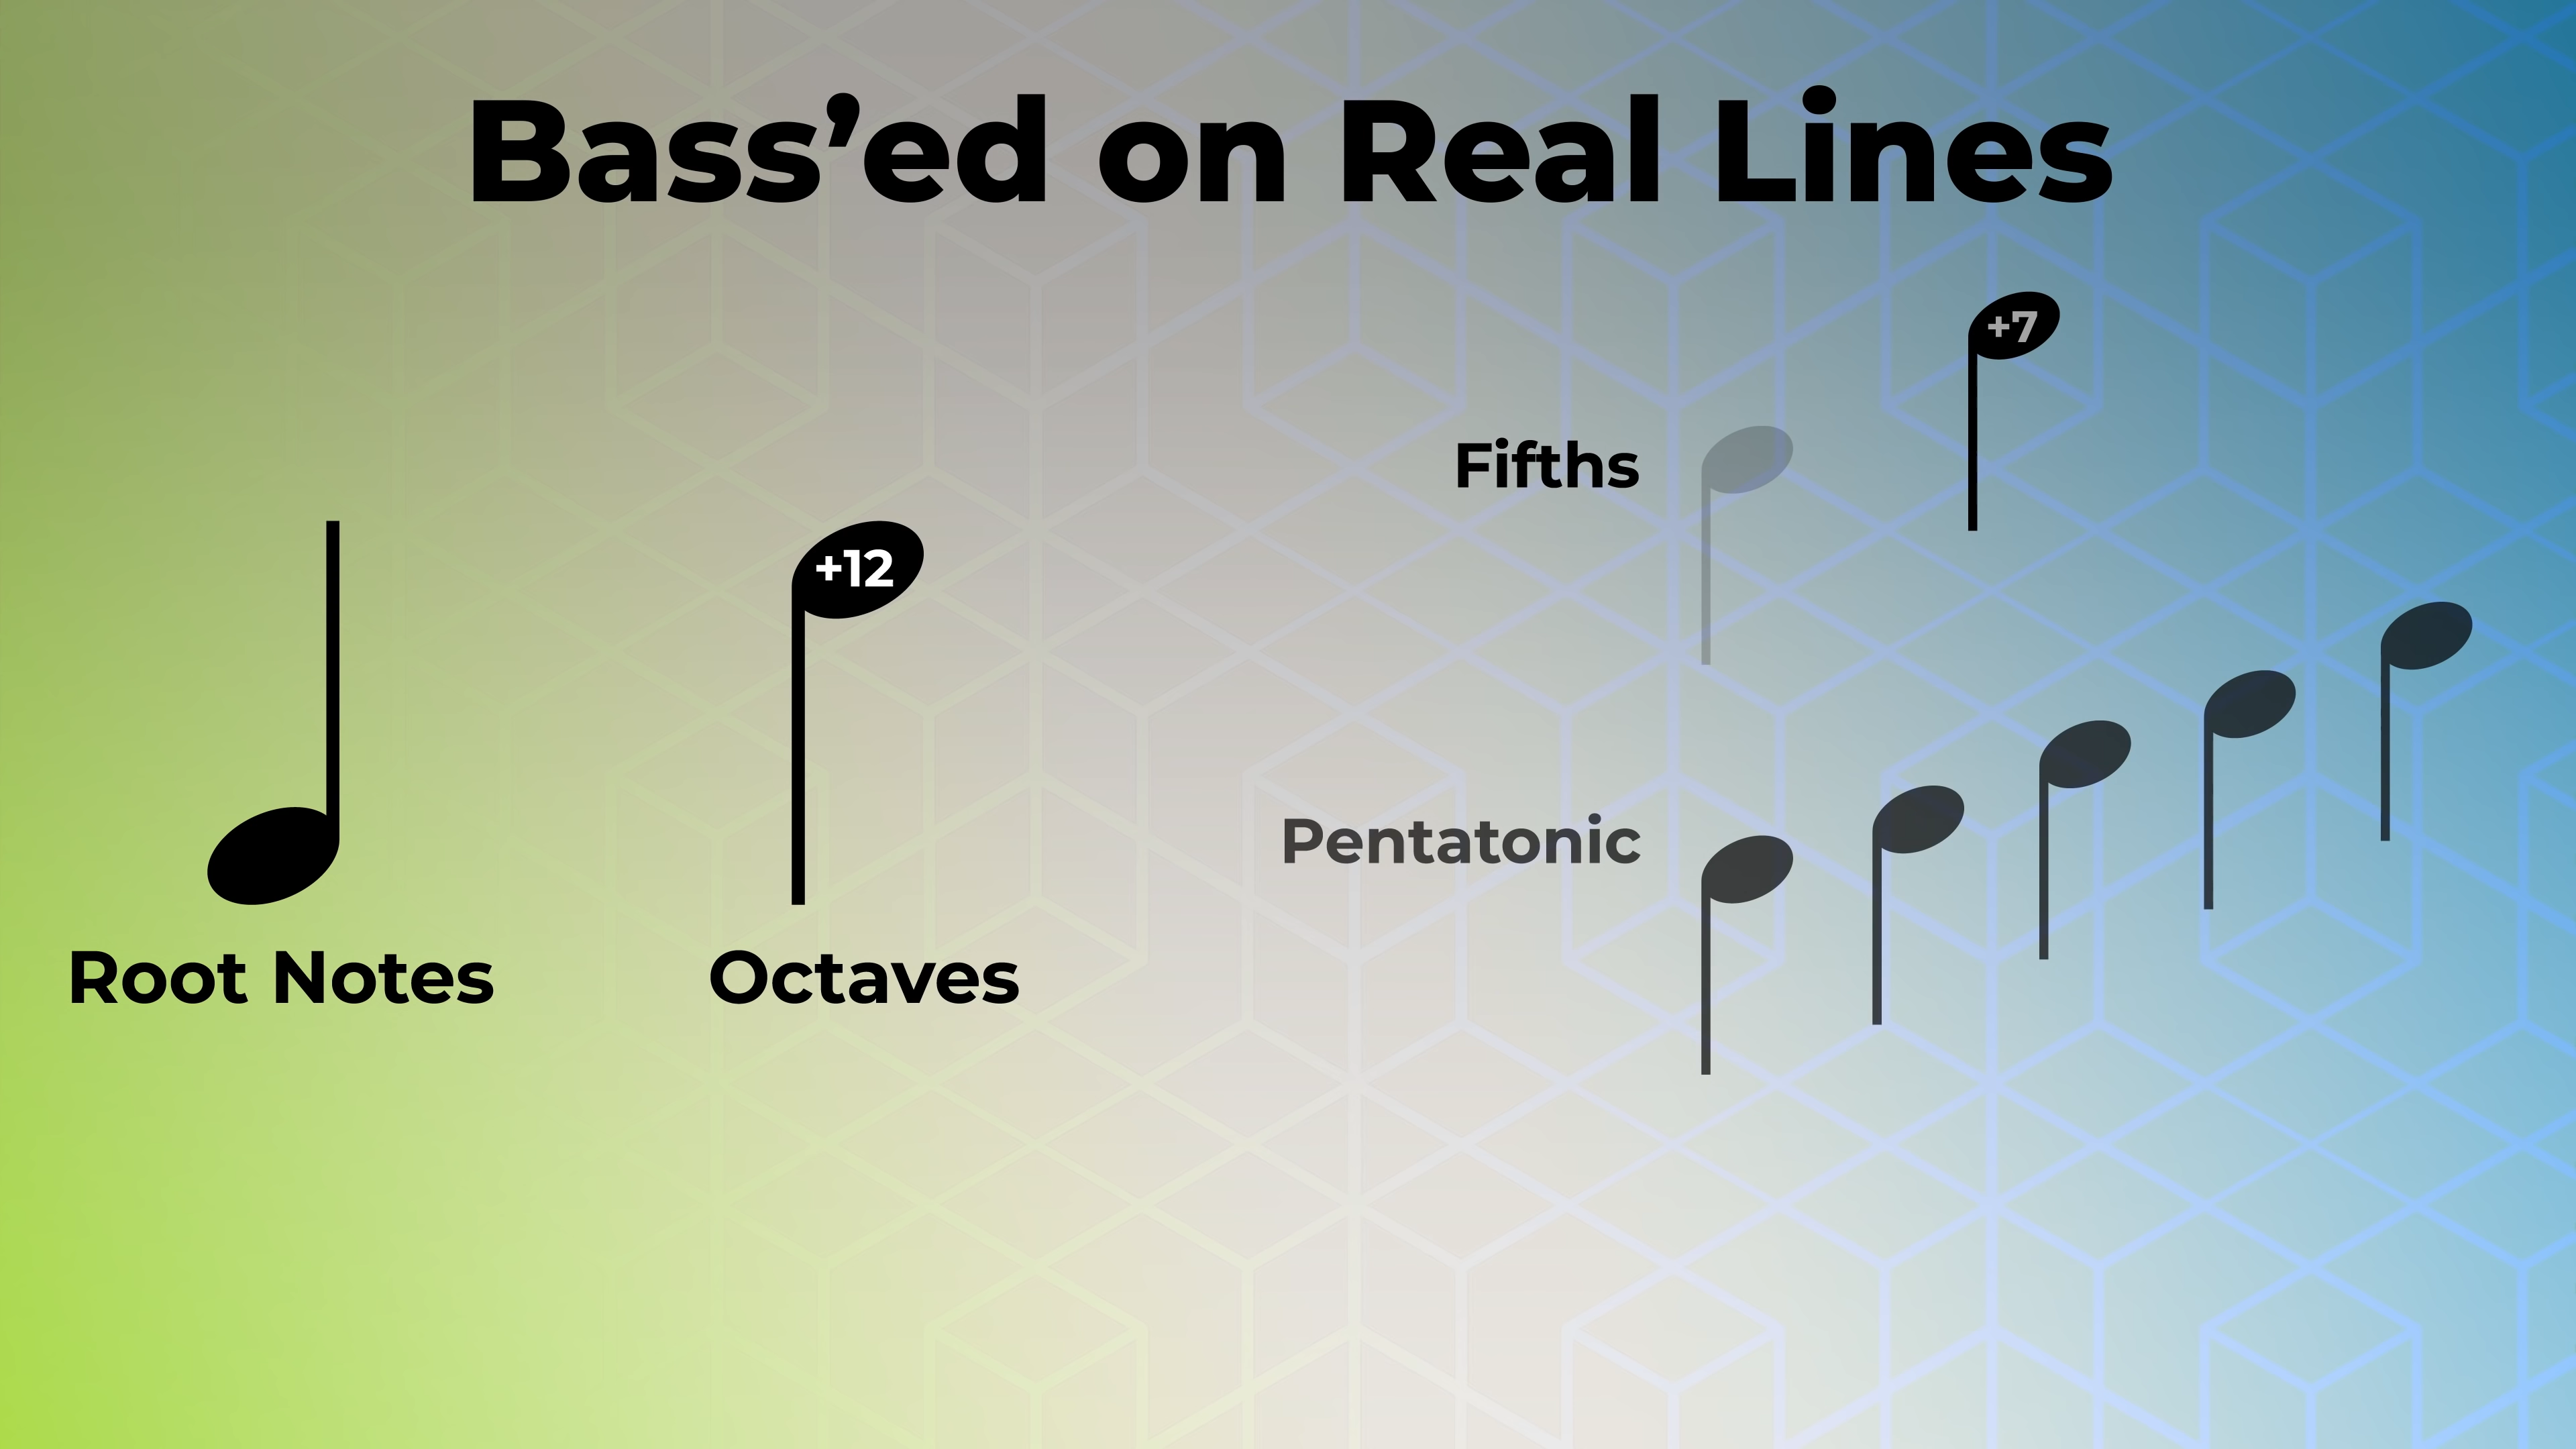 Bass’ed on Real Lines
+7
Fifths
+12
Pentatonic
Root Notes
Octaves